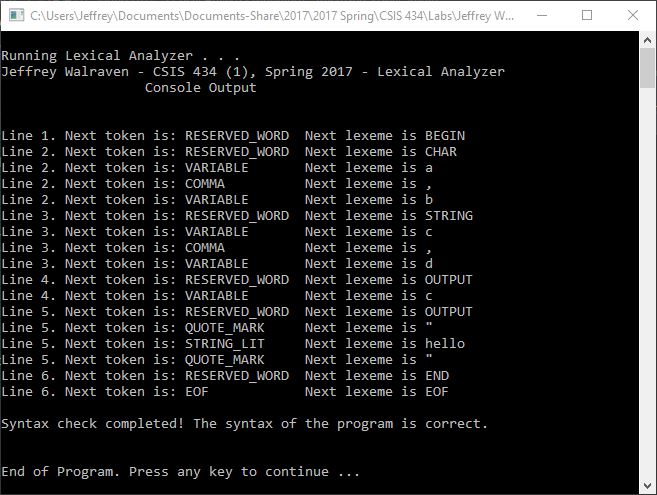 C:\Users\Jeffrey\Documents\Documents-Share\2017\2017 Spring\CSIS 434\Labs\Jeffrey W...
Running Lexical Analyzer . . .
Jeffrey Walraven - CSIS 434 (1), Spring 2017 - Lexical Analyzer
Console Output
Line 1. Next token is: RESERVED_WORD  Next lexeme is BEGIN
Line 2. Next token is: RESERVED_WORD  Next lexeme is CHAR
Line 2. Next token is: VARIABLE       Next lexeme is a
Line 2. Next token is: COMMA          Next lexeme is ,
Line 2. Next token is: VARIABLE       Next lexeme is b
Line 3. Next token is: RESERVED_WORD  Next lexeme is STRING
Line 3. Next token is: VARIABLE       Next lexeme is c
Line 3. Next token is: COMMA          Next lexeme is ,
Line 3. Next token is: VARIABLE       Next lexeme is d
Line 4. Next token is: RESERVED_WORD  Next lexeme is OUTPUT
Line 4. Next token is: VARIABLE       Next lexeme is c
Line 5. Next token is: RESERVED_WORD  Next lexeme is OUTPUT
Line 5. Next token is: QUOTE_MARK     Next lexeme is "
Line 5. Next token is: STRING_LIT     Next lexeme is hello
Line 5. Next token is: QUOTE_MARK     Next lexeme is "
Line 6. Next token is: RESERVED_WORD  Next lexeme is END
Line 6. Next token is: EOF            Next lexeme is EOF
Syntax check completed! The syntax of the program is correct.
End of Program. Press any key to continue ...